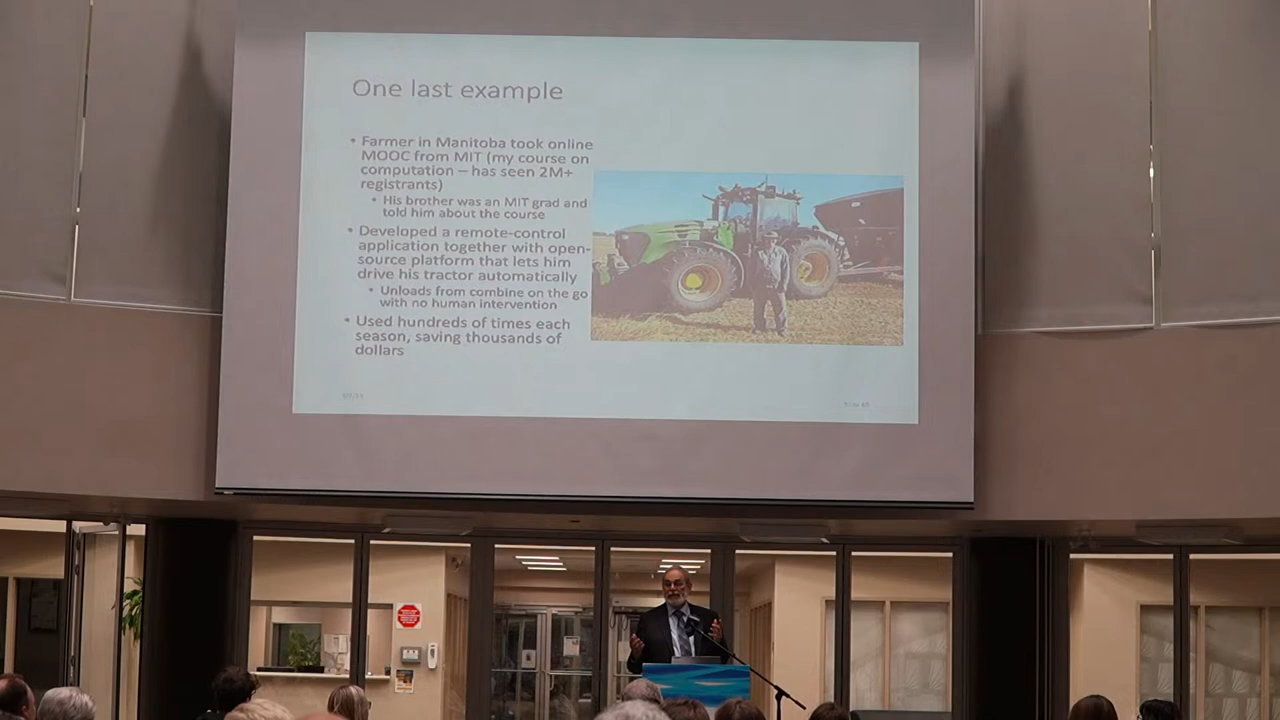 One last example
• Farmer in Manitoba took online
MOOC from MIT (my course on
computation – has seen 2M+
registrants)
• His brother was an MIT grad and
told him about the course
• Developed a remote-control
application together with open-
source platform that lets him
drive his tractor automatically
• Unloads from combine on the go
with no human intervention
• Used hundreds of times each
season, saving thousands of
dollars